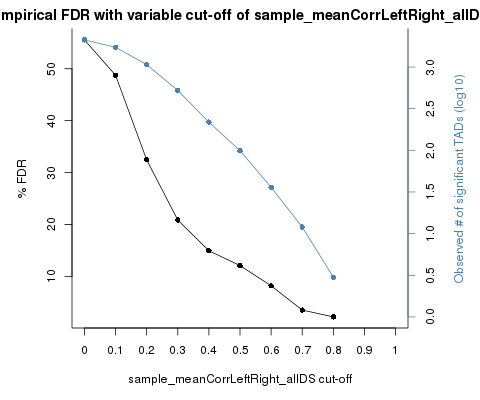 mpirical FDR with variable cut-off of sample_meanCorrLeftRight_allD
% FDR
50
40
30
20
10
3.0
2.5
2.0
1.5
1.0
0.5
0.0
Observed # of significant TADs (log10)
0 0.1 0.2 0.3 0.4 0.5 0.6 0.7 0.8 0.9 1
sample_meanCorrLeftRight_allDS cut-off